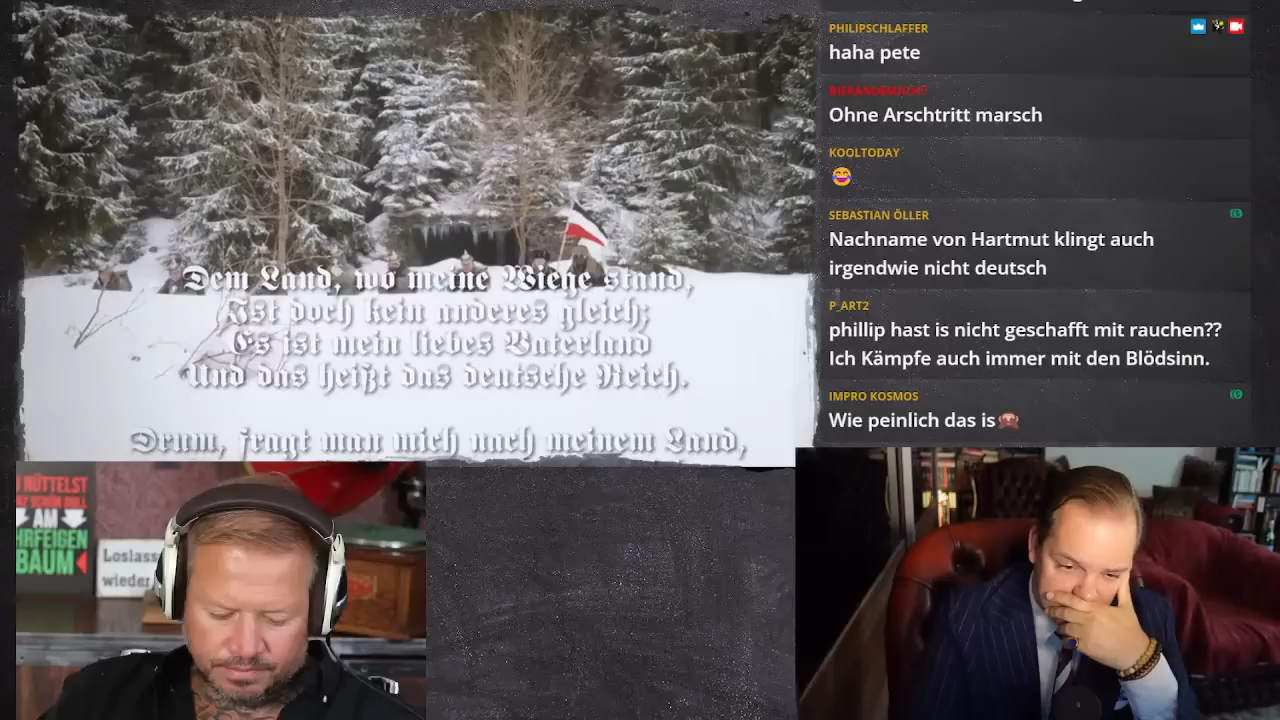 Dem Land, wo meine Wiege stand,
Ist doch kein anderes gleich;
Es ist mein liebes Vaterland
Und das heißt das deutsche Reich.
Drum, fragt man mich nach meinem Land,
PHILIPSCHLAFFER
haha pete
Ohne Arschtritt marsch
KOOLTODAY
SEBASTIAN ÖLLER
Nachname von Hartmut klingt auch
irgendwie nicht deutsch
P_ART2
phillip hast is nicht geschafft mit rauchen??
Ich Kämpfe auch immer mit den Blödsinn.
IMPRO KOSMOS
Wie peinlich das is
RÜTTELST
AM
OHRFEIGEN
BAUM
Loslass
wieder